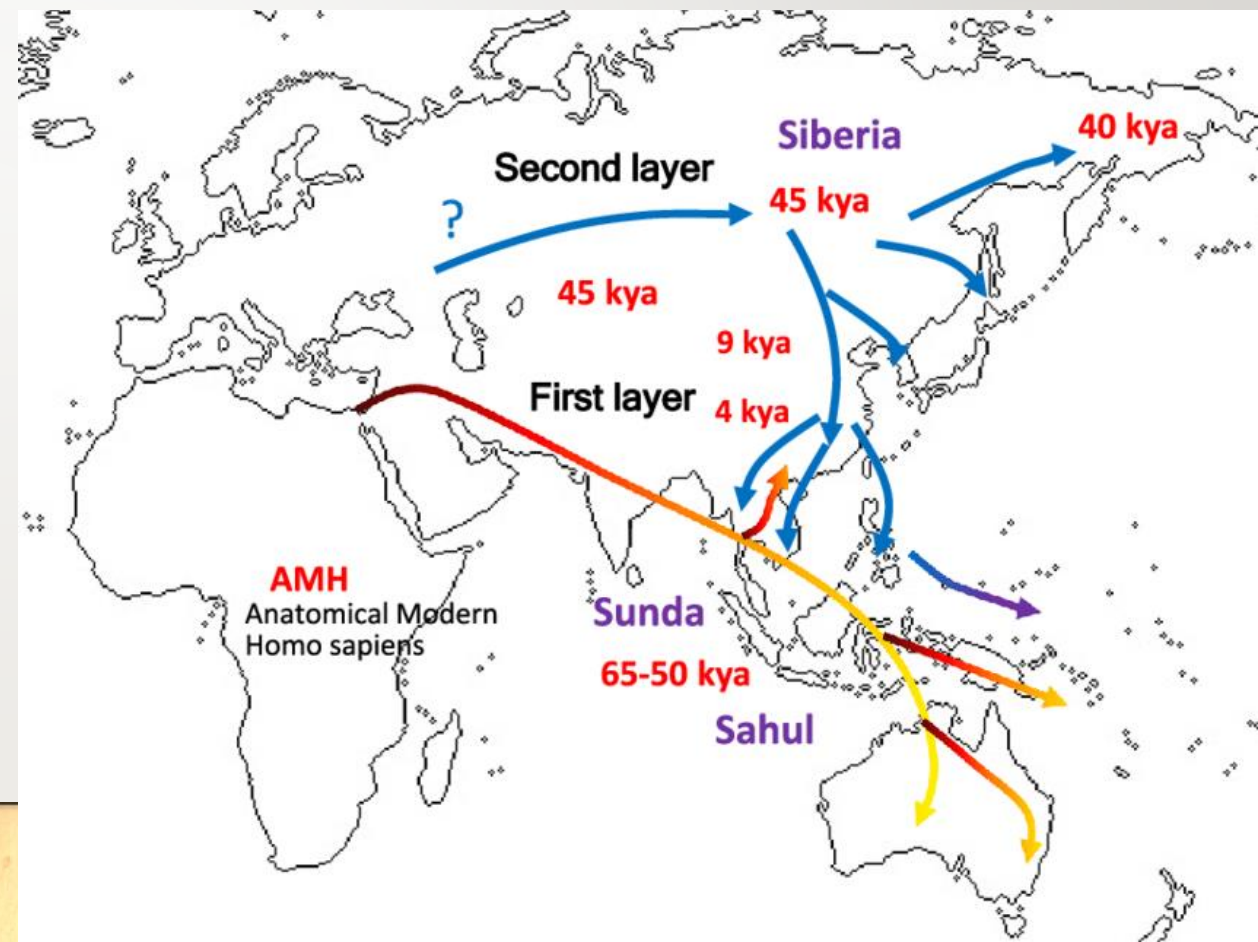 Siberia
40 kya
Second layer
45 kya
?
45 kya
9 kya
First layer
4 kya
AMH
Anatomical Modern
Homo sapiens
Sunda
65-50 kya
Sahul